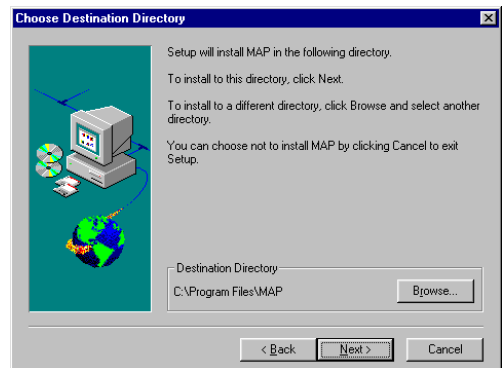 Choose Destination Directory
Setup will install MAP in the following directory.
To install to this directory, click Next.
To install to a different directory, click Browse and select another
directory.
You can choose not to install MAP by clicking Cancel to exit
Setup.
Destination Directory
C:\Program Files\MAP
Browse...
< Back
Next >
Cancel